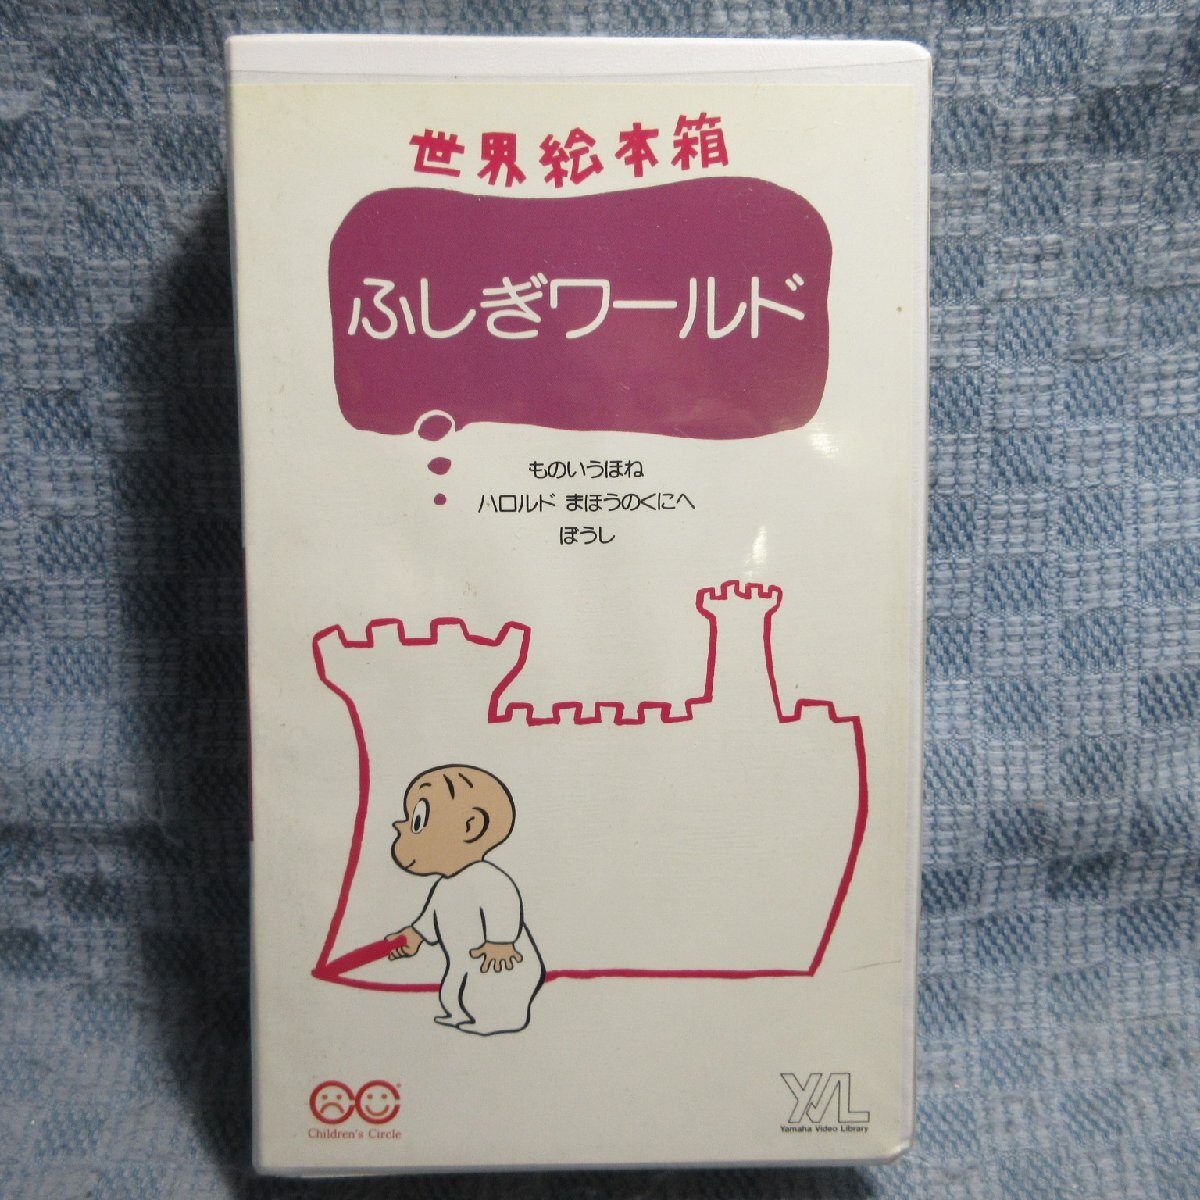 世界絵本箱
ふしぎワールド
ものいうほね
ハロルド まほうのくにへ
ぼうし
Children's Circle
YVL
Yamaha Video Library